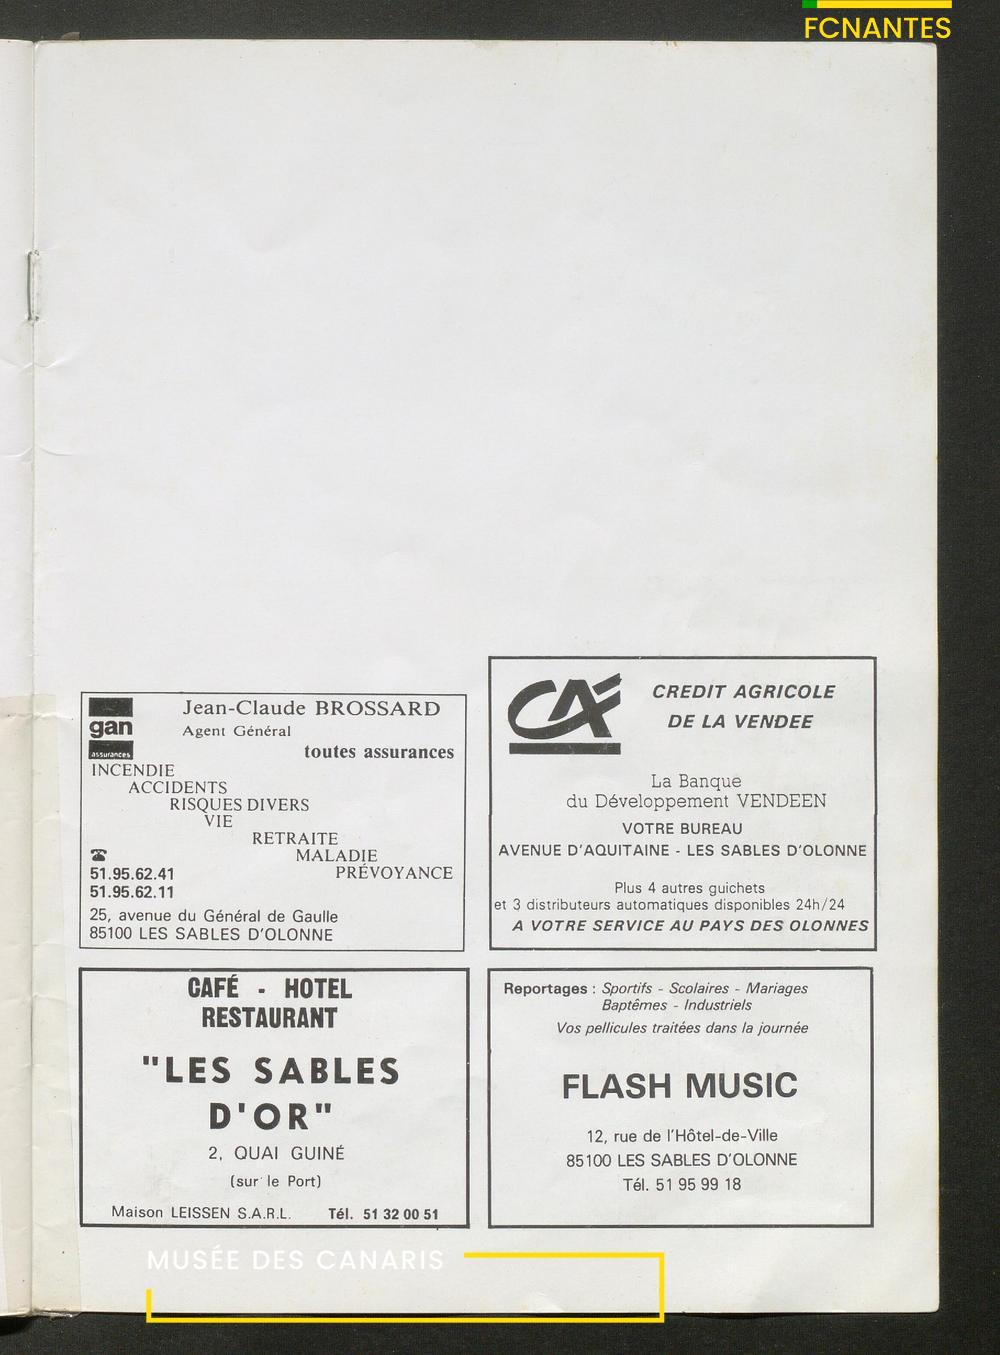 FCNANTES
gan
assurances
Jean-Claude BROSSARD
Agent Général
toutes assurances
INCENDIE
ACCIDENTS
RISQUES DIVERS
VIE
RETRAITE
MALADIE
PRÉVOYANCE
☎
51.95.62.41
51.95.62.11
25, avenue du Général de Gaulle
85100 LES SABLES D'OLONNE
CA
CREDIT AGRICOLE
DE LA VENDEE
La Banque
du Développement VENDEEN
VOTRE BUREAU
AVENUE D'AQUITAINE - LES SABLES D'OLONNE
Plus 4 autres guichets
et 3 distributeurs automatiques disponibles 24h/24
A VOTRE SERVICE AU PAYS DES OLONNES
CAFÉ - HOTEL
RESTAURANT
"LES SABLES
D'OR"
2, QUAI GUINÉ
(sur le Port)
Maison LEISSEN S.A.R.L. Tél. 51 32 00 51
Reportages : Sportifs - Scolaires - Mariages
Baptêmes - Industriels
Vos pellicules traitées dans la journée
FLASH MUSIC
12, rue de l'Hôtel-de-Ville
85100 LES SABLES D'OLONNE
Tél. 51 95 99 18
MUSÉE DES CANARIS